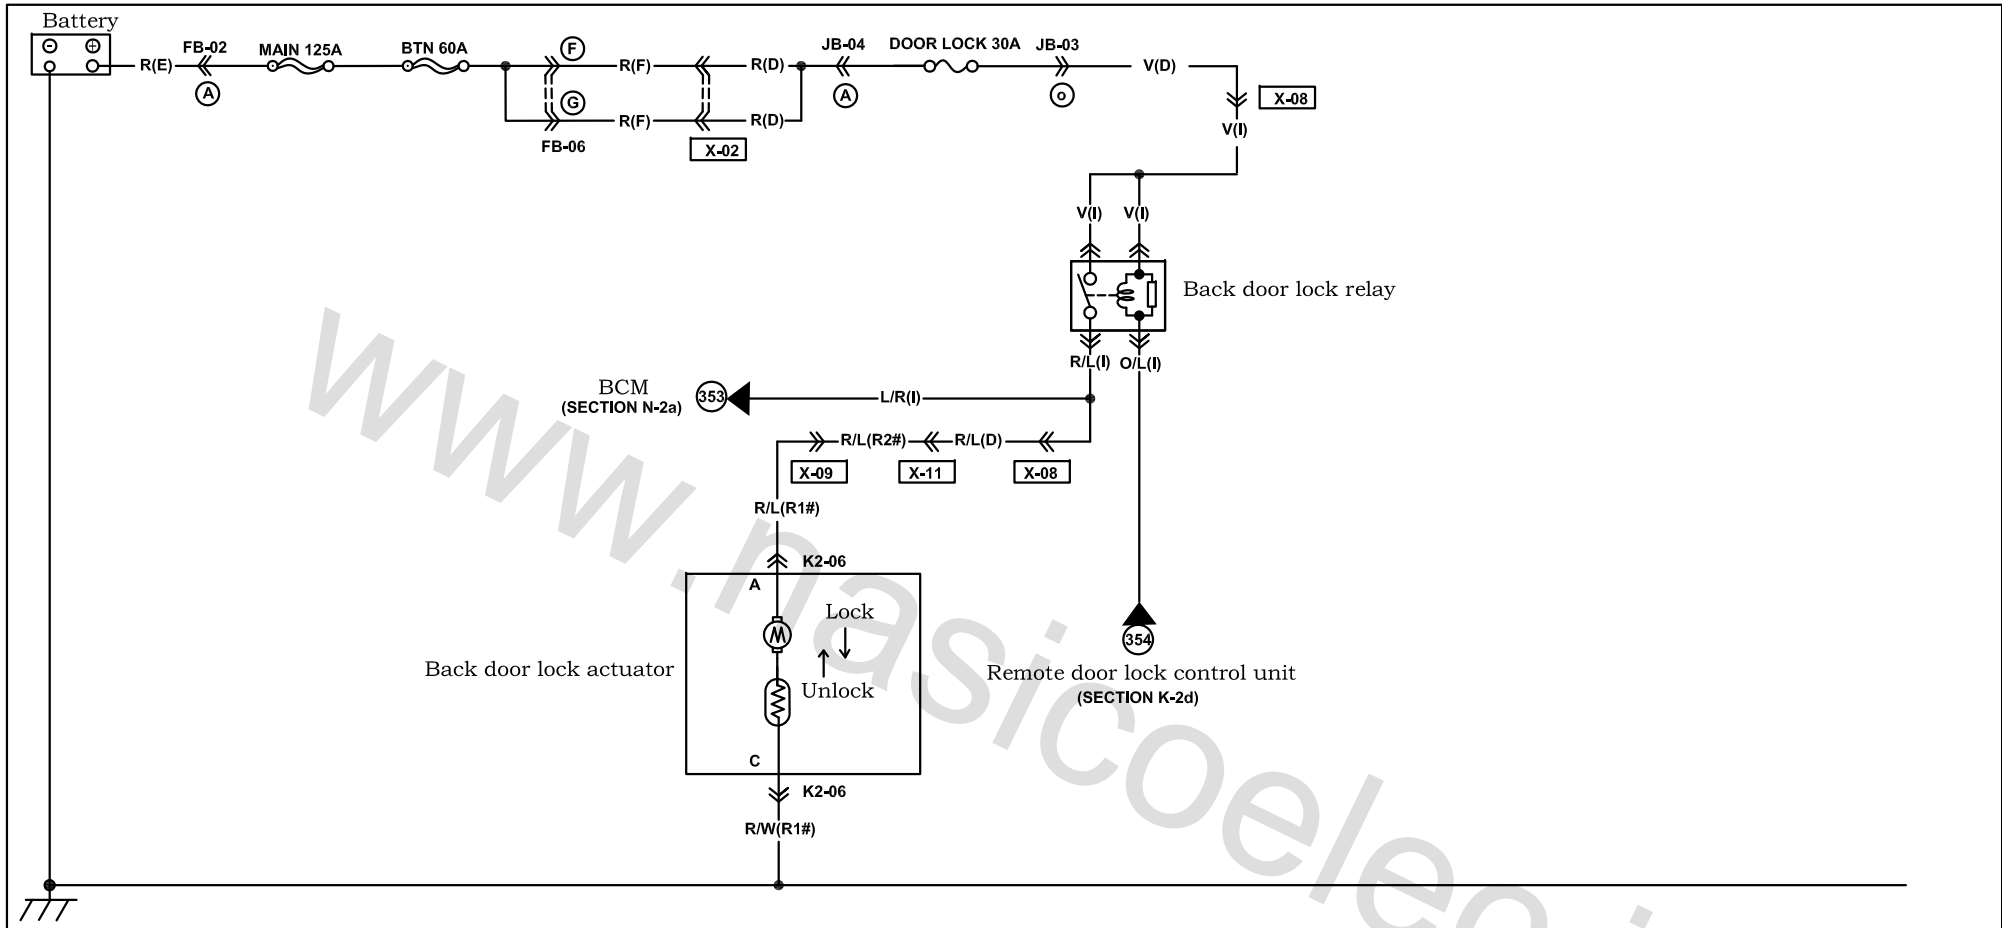 Battery
FB-02
MAIN 125A
BTN 60A
F
JB-04
DOOR LOCK 30A
JB-03
R(E)
R(F)
R(D)
V(D)
A
G
A
o
X-08
R(F)
R(D)
V(I)
FB-06
X-02
V(I)
V(I)
Back door lock relay
R/L(I)
O/L(I)
BCM
(SECTION N-2a)
353
L/R(I)
R/L(R2#)
R/L(D)
X-09
X-11
X-08
R/L(R1#)
K2-06
A
Lock
M
354
Back door lock actuator
Unlock
Remote door lock control unit
(SECTION K-2d)
C
K2-06
R/W(R1#)
www.nasicoelec.i